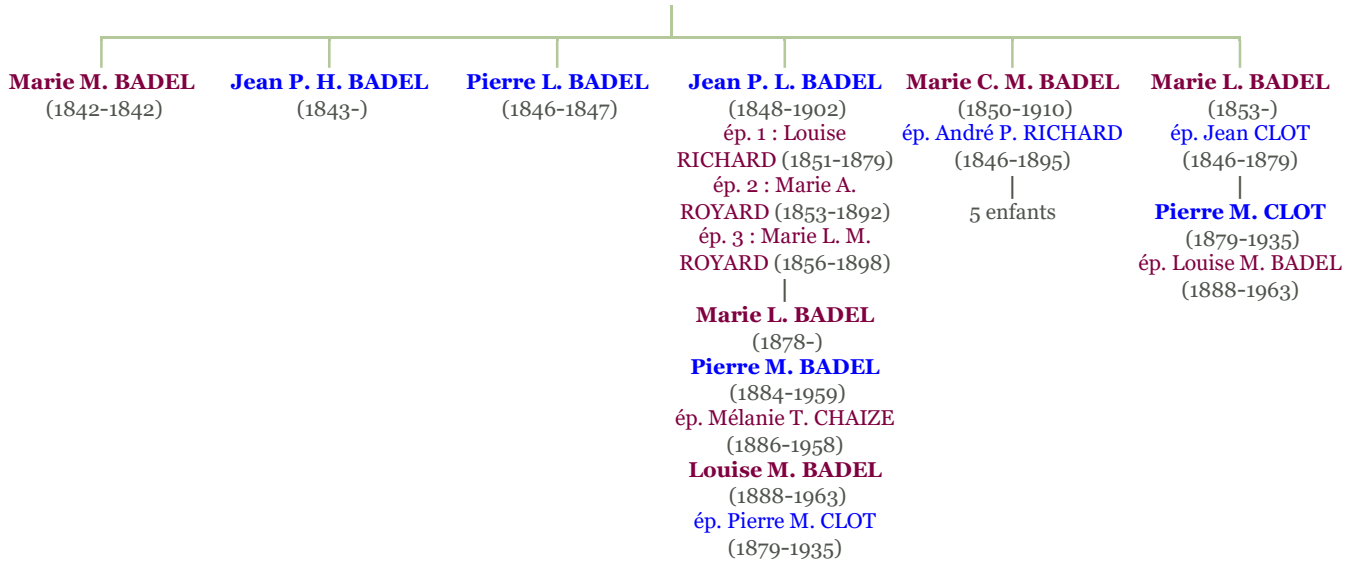 Marie M. BADEL
(1842-1842)
Jean P. H. BADEL
(1843-)
Pierre L. BADEL
(1846-1847)
Jean P. L. BADEL
(1848-1902)
ép. 1 : Louise
RICHARD (1851-1879)
ép. 2 : Marie A.
ROYARD (1853-1892)
ép. 3 : Marie L. M.
ROYARD (1856-1898)
Marie L. BADEL
(1878-)
Pierre M. BADEL
(1884-1959)
ép. Mélanie T. CHAIZE
(1886-1958)
Louise M. BADEL
(1888-1963)
ép. Pierre M. CLOT
(1879-1935)
Marie C. M. BADEL
(1850-1910)
ép. André P. RICHARD
(1846-1895)
5 enfants
Marie L. BADEL
(1853-)
ép. Jean CLOT
(1846-1879)
Pierre M. CLOT
(1879-1935)
ép. Louise M. BADEL
(1888-1963)